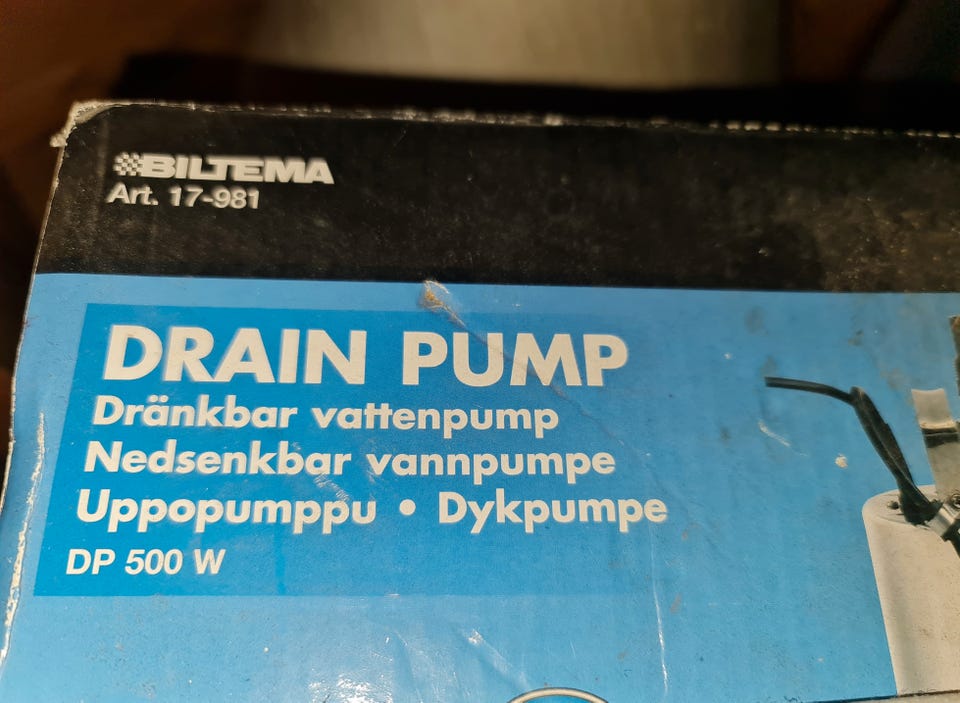 BILTEMA
Art. 17-981
DRAIN PUMP
Dränkbar vattenpump
Nedsenkbar vannpumpe
Uppopumppu • Dykpumpe
DP 500 W